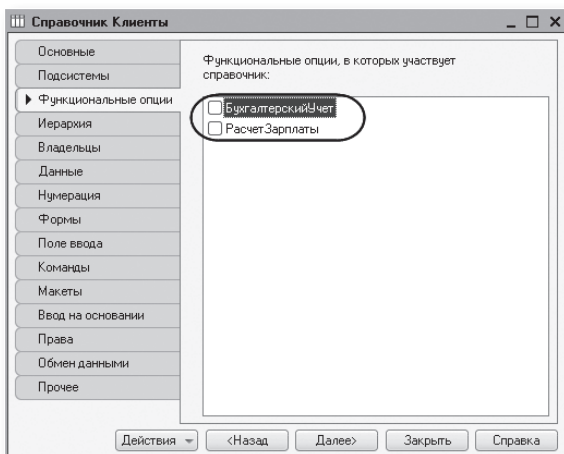 Справочник Клиенты
Основные
Подсистемы
Функциональные опции
Иерархия
Владельцы
Данные
Нумерация
Формы
Поле ввода
Команды
Макеты
Ввод на основании
Права
Обмен данными
Прочее
Функциональные опции, в которых участвует
справочник:
БухгалтерскийУчет
РасчетЗарплаты
Действия
<Назад
Далее>
Закрыть
Справка